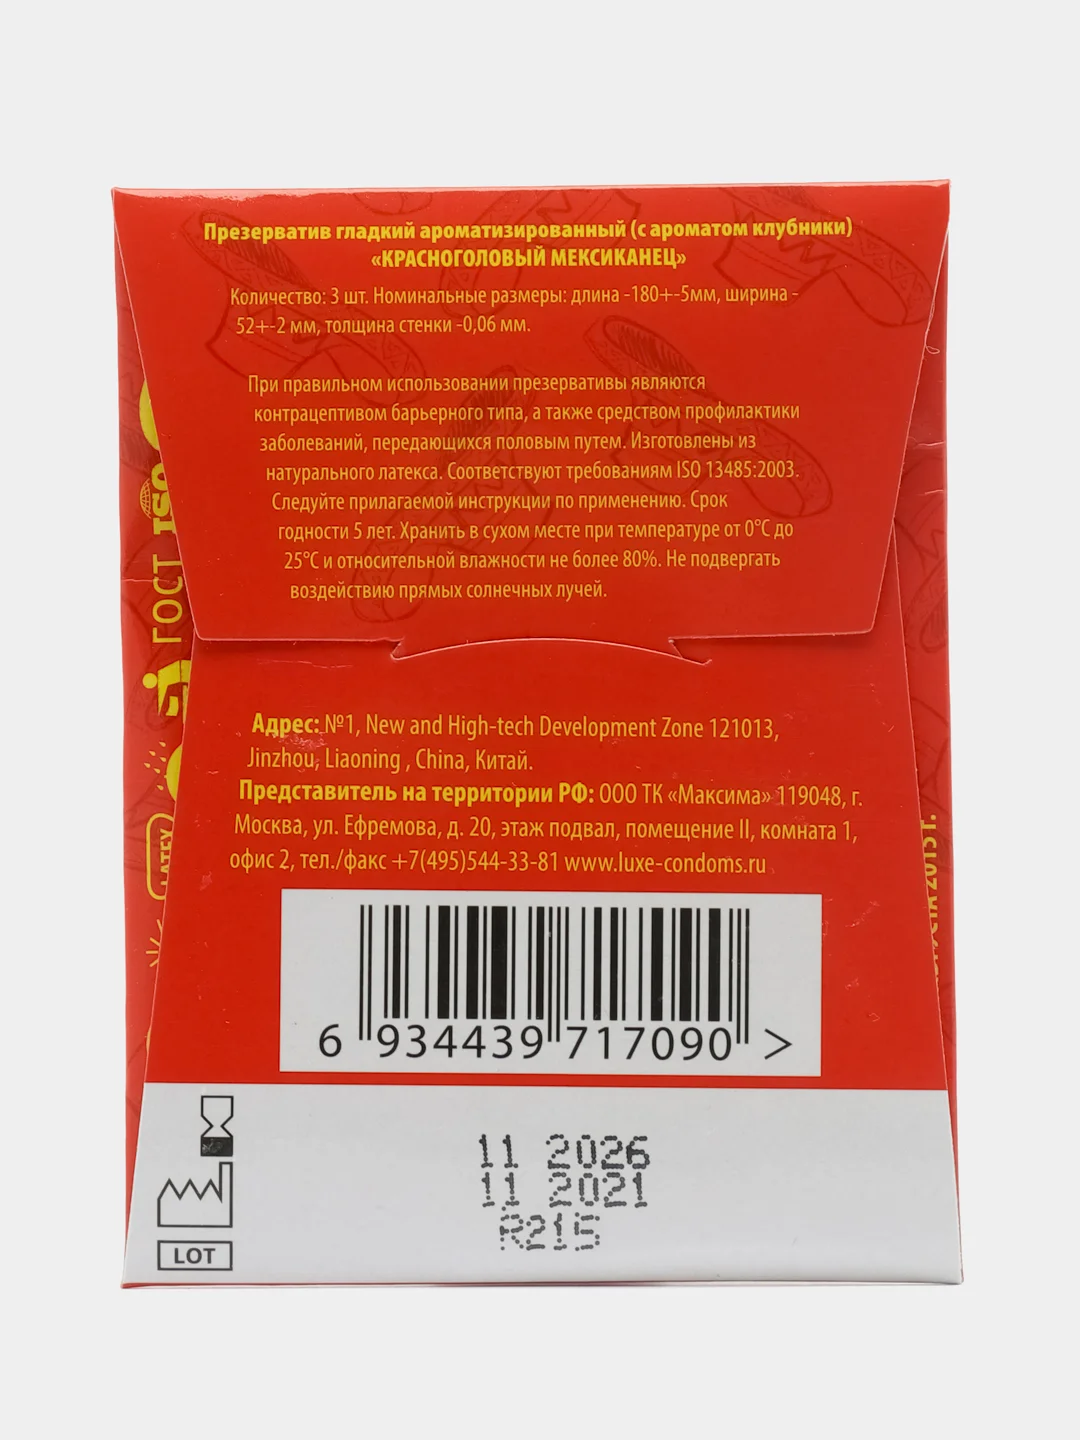 Презерватив гладкий ароматизированный (с ароматом клубники)
«КРАСНОГОЛОВЫЙ МЕКСИКАНЕЦ»
Количество: 3 шт. Номинальные размеры: длина -180+-5мм, ширина -
52+-2 мм, толщина стенки -0,06 мм.
При правильном использовании презервативы являются
контрацептивом барьерного типа, а также средством профилактики
заболеваний, передающихся половым путем. Изготовлены из
натурального латекса. Соответствуют требованиям ISO 13485:2003.
Следуйте прилагаемой инструкции по применению. Срок
годности 5 лет. Хранить в сухом месте при температуре от 0°С до
25°С и относительной влажности не более 80%. Не подвергать
воздействию прямых солнечных лучей.
ISO
ГОСТ
LATEX
Адрес: №1, New and High-tech Development Zone 121013,
Jinzhou, Liaoning , China, Китай.
Представитель на территории РФ: ООО ТК «Максима» 119048, г.
Москва, ул. Ефремова, д. 20, этаж подвал, помещение II, комната 1,
офис 2, тел./факс +7(495)544-33-81 www.luxe-condoms.ru
6 934439 717090 >
11 2026
11 2021
R215
LOT